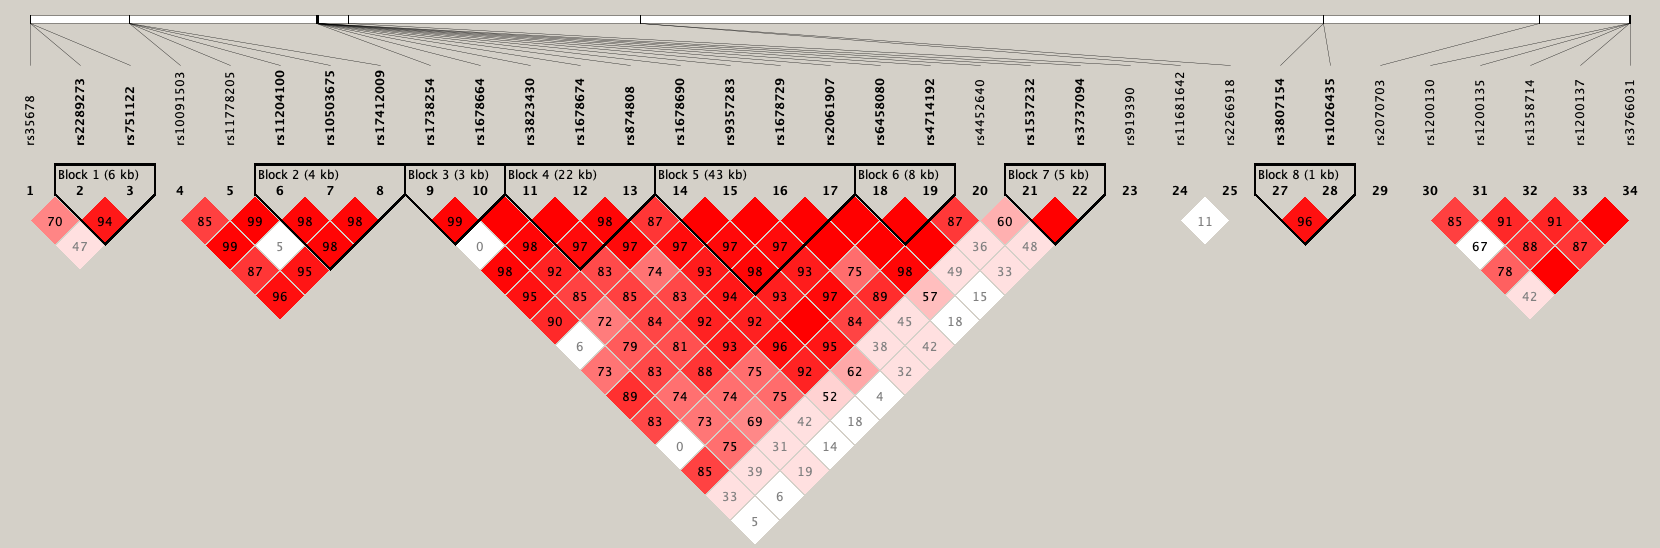 rs35678
rs2289273
rs751122
rs10091503
rs11778205
rs11204100
rs10503675
rs17412009
rs1738254
rs1678664
rs3823430
rs1678674
rs874808
rs1678690
rs9357283
rs1678729
rs2061907
rs6458080
rs4714192
rs4452640
rs1537232
rs3737094
rs919390
rs11681642
rs2266918
rs3807154
rs1026435
rs2070703
rs1200130
rs1200135
rs1358714
rs1200137
rs3766031
Block 1 (6 kb)
Block 2 (4 kb)
Block 3 (3 kb)
Block 4 (22 kb)
Block 5 (43 kb)
Block 6 (8 kb)
Block 7 (5 kb)
Block 8 (1 kb)
1 2 3 4 5 6 7 8 9 10 11 12 13 14 15 16 17 18 19 20 21 22 23 24 25 27 28 29 30 31 32 33 34
70 94 85 99 98 98 99 98 87 87 60 11 96 85 91 91
47 99 5 98 0 98 97 97 97 97 97 36 48 67 88 87
87 95 98 92 83 74 93 98 93 75 98 49 33 78
96 95 85 85 83 94 93 97 89 57 15 42
90 72 84 92 92 84 45 18
6 79 81 93 96 95 38 42
73 83 88 75 92 62 32
89 74 74 75 52 4
83 73 69 42 18
0 75 31 14
85 39 19
33 6
5